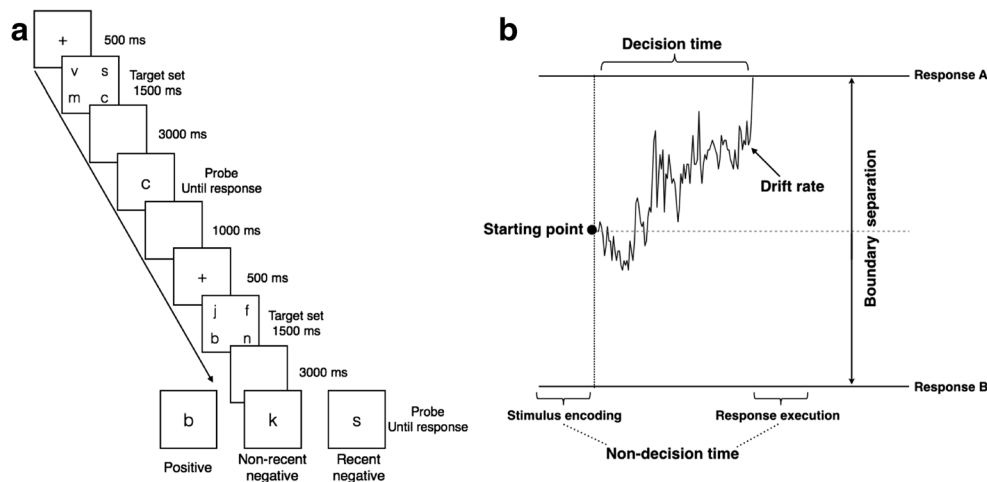 a
+
500 ms
v s
m c
Target set
1500 ms
3000 ms
c
Probe
Until response
1000 ms
+
500 ms
j f
b n
Target set
1500 ms
3000 ms
b
k
s
Probe
Until response
Positive
Non-recent
negative
Recent
negative
b
Decision time
Response A
Drift rate
Starting point
Boundary separation
Response B
Stimulus encoding
Response execution
Non-decision time